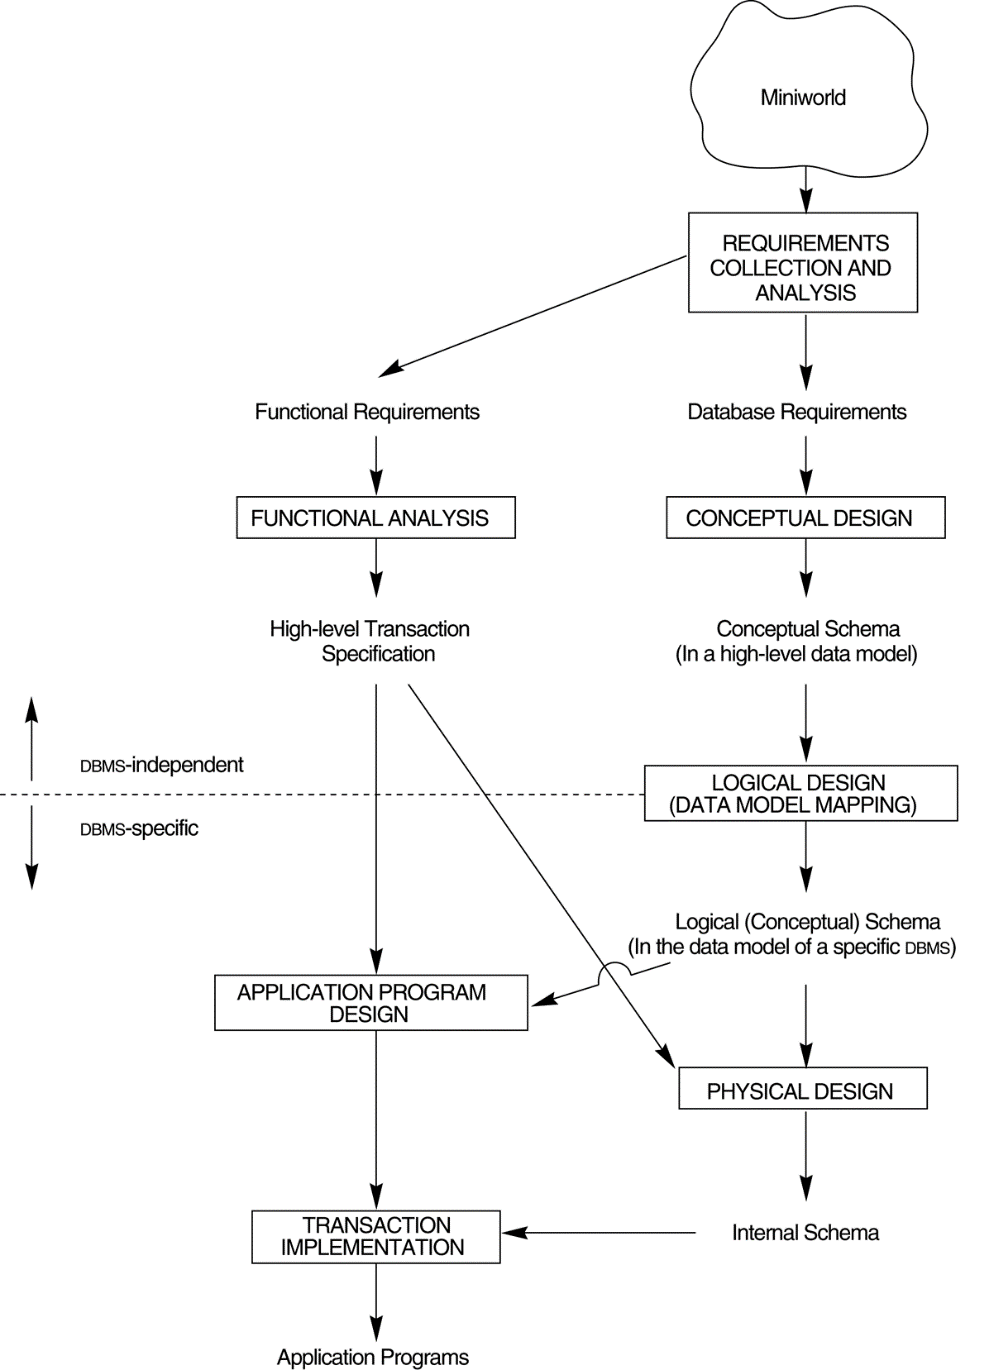 Miniworld
REQUIREMENTS
COLLECTION AND
ANALYSIS
Functional Requirements
Database Requirements
FUNCTIONAL ANALYSIS
CONCEPTUAL DESIGN
High-level Transaction
Specification
Conceptual Schema
(In a high-level data model)
DBMS-independent
LOGICAL DESIGN
(DATA MODEL MAPPING)
DBMS-specific
Logical (Conceptual) Schema
(In the data model of a specific DBMS)
APPLICATION PROGRAM
DESIGN
PHYSICAL DESIGN
TRANSACTION
IMPLEMENTATION
Internal Schema
Application Programs